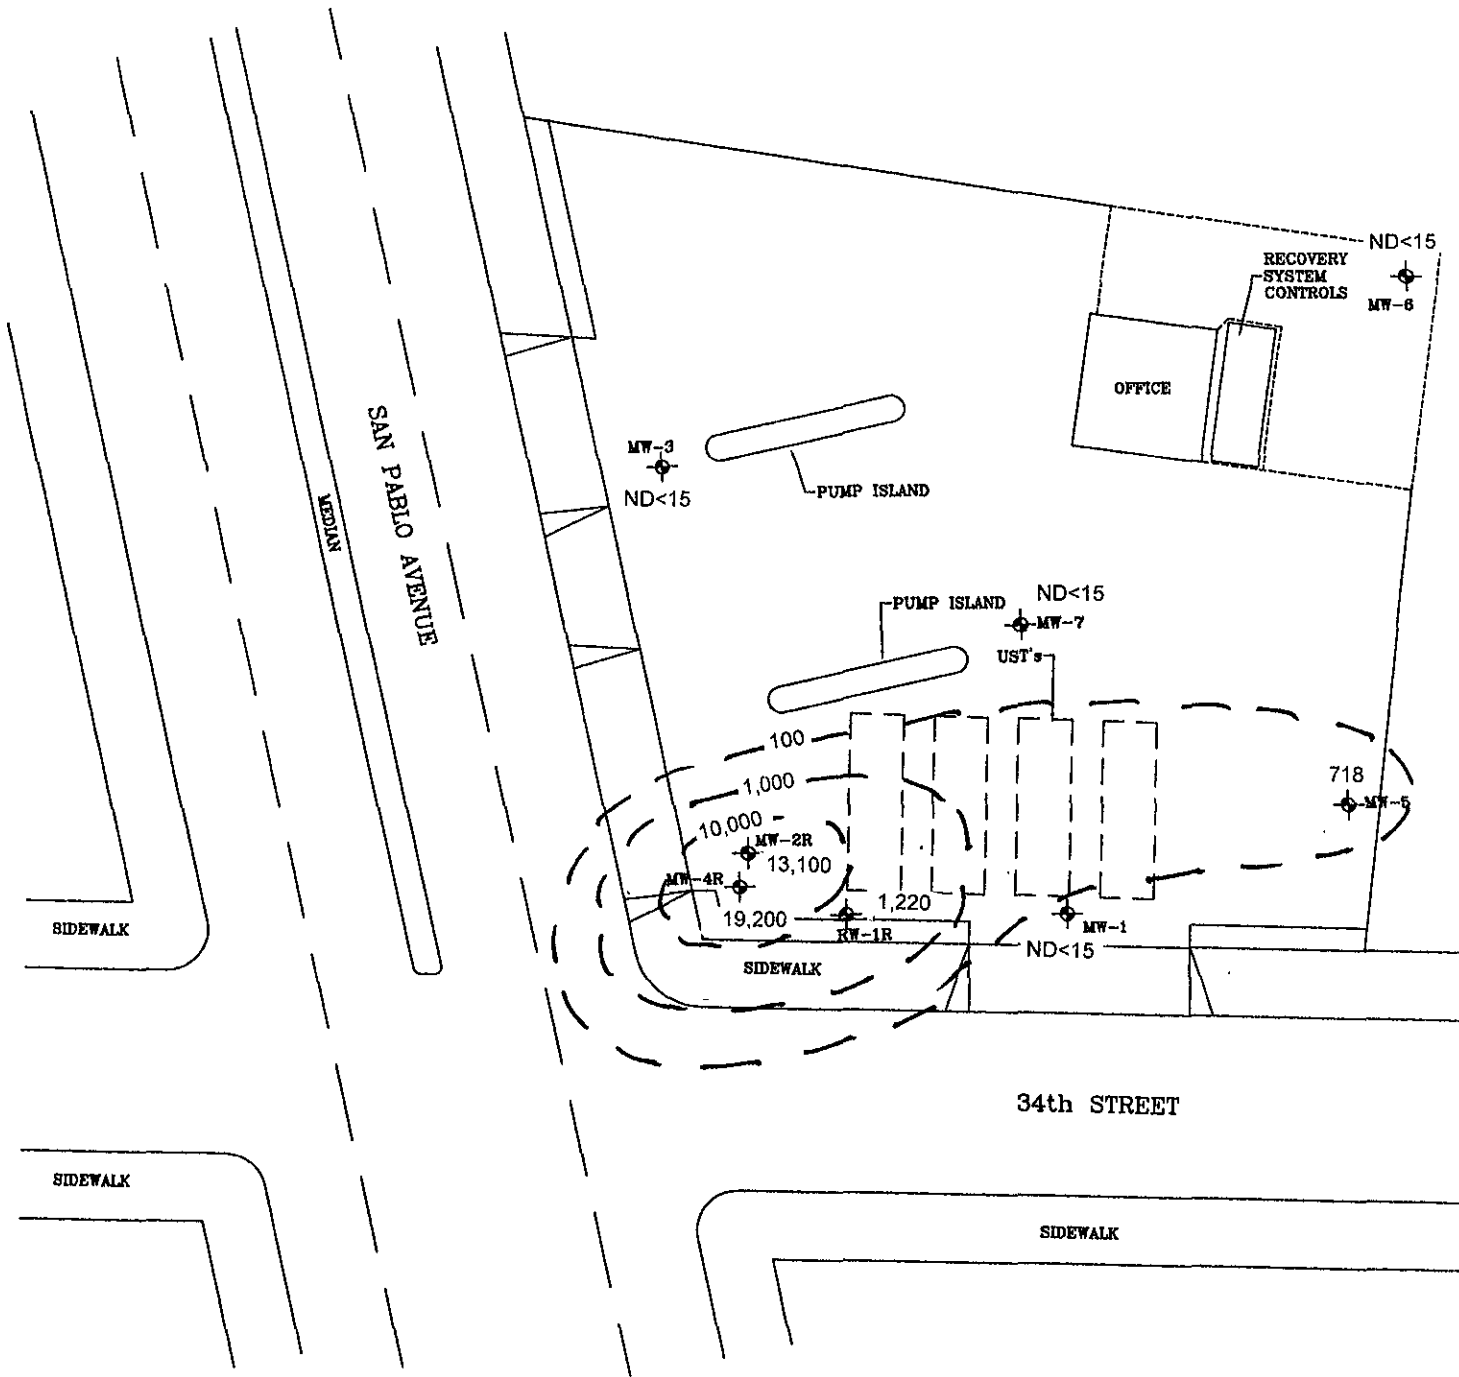 ND<15
RECOVERY
SYSTEM
CONTROLS
MW-6
OFFICE
SAN PABLO AVENUE
MEDIAN
MW-3
ND<15
PUMP ISLAND
PUMP ISLAND
ND<15
MW-7
UST's
100
1,000
10,000
MW-2R
13,100
MW-4R
19,200
1,220
RW-1R
718
MW-5
MW-1
ND<15
SIDEWALK
SIDEWALK
34th STREET
SIDEWALK
SIDEWALK